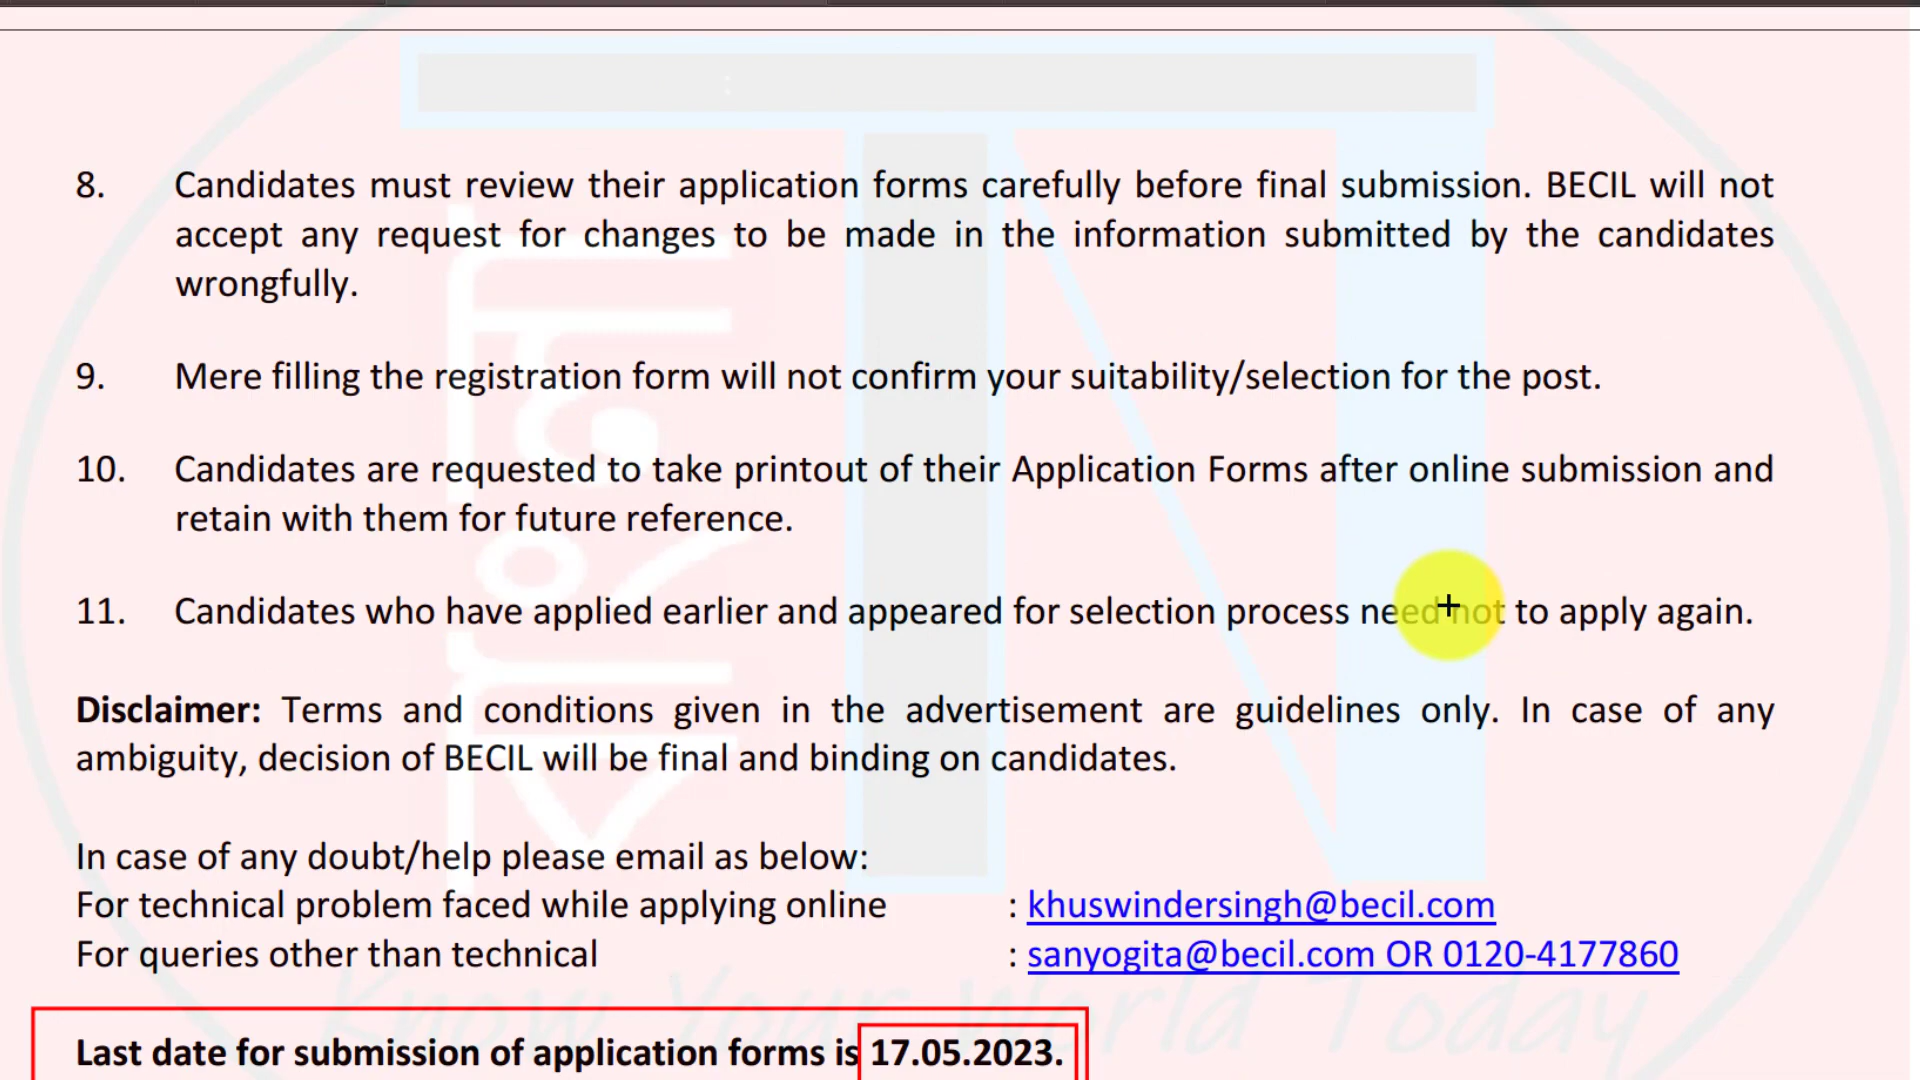 8. Candidates must review their application forms carefully before final submission. BECIL will not
accept any request for changes to be made in the information submitted by the candidates
wrongfully.
9. Mere filling the registration form will not confirm your suitability/selection for the post.
10. Candidates are requested to take printout of their Application Forms after online submission and
retain with them for future reference.
11. Candidates who have applied earlier and appeared for selection process need not to apply again.
Disclaimer: Terms and conditions given in the advertisement are guidelines only. In case of any
ambiguity, decision of BECIL will be final and binding on candidates.
In case of any doubt/help please email as below:
For technical problem faced while applying online : khuswindersingh@becil.com
For queries other than technical : sanyogita@becil.com OR 0120-4177860
Know Your World Today
Last date for submission of application forms is 17.05.2023.
TN
বাংলা